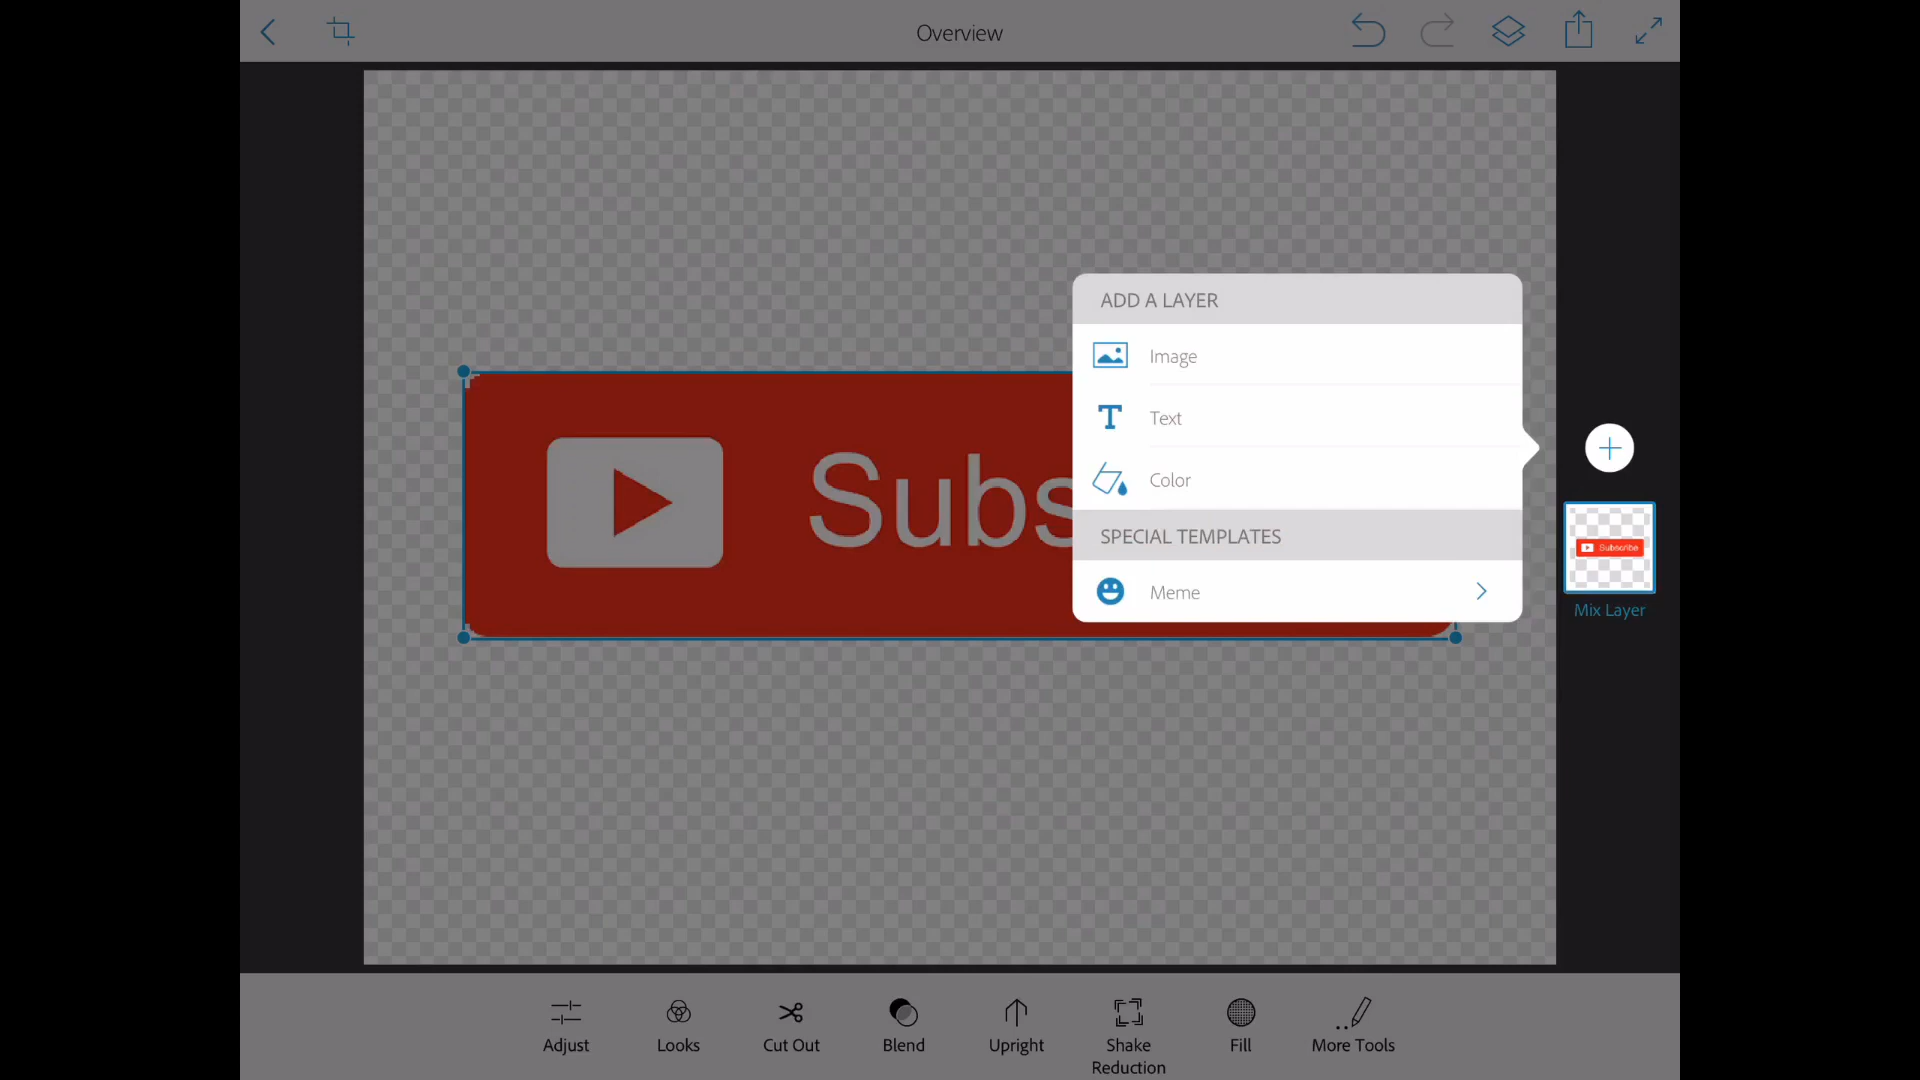 Overview
ADD A LAYER
Image
Text
Color
SPECIAL TEMPLATES
Meme
Subs
Subscribe
Mix Layer
Adjust
Looks
Cut Out
Blend
Upright
Shake
Reduction
Fill
More Tools